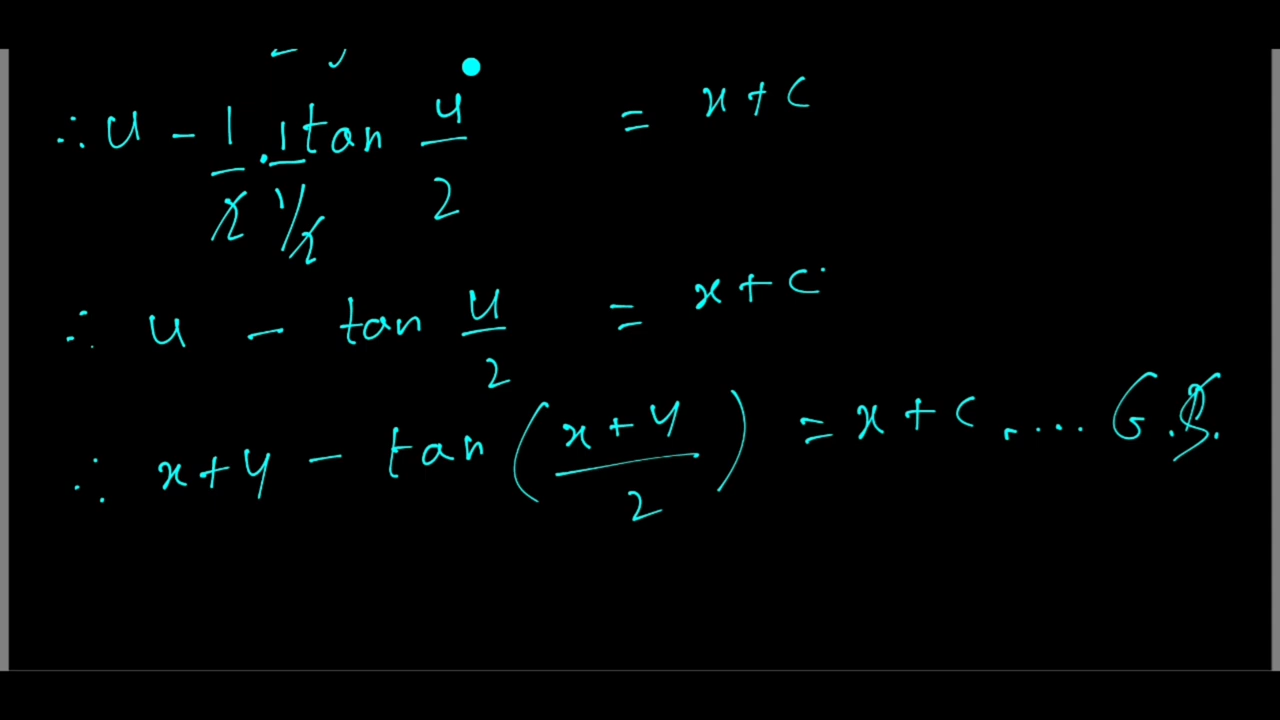 ∴ u - 1/2 . 1/1/2 tan u/2 = x + c
∴ u - tan u/2 = x + c
∴ x + y - tan ( x + y / 2 ) = x + c .... G.S.